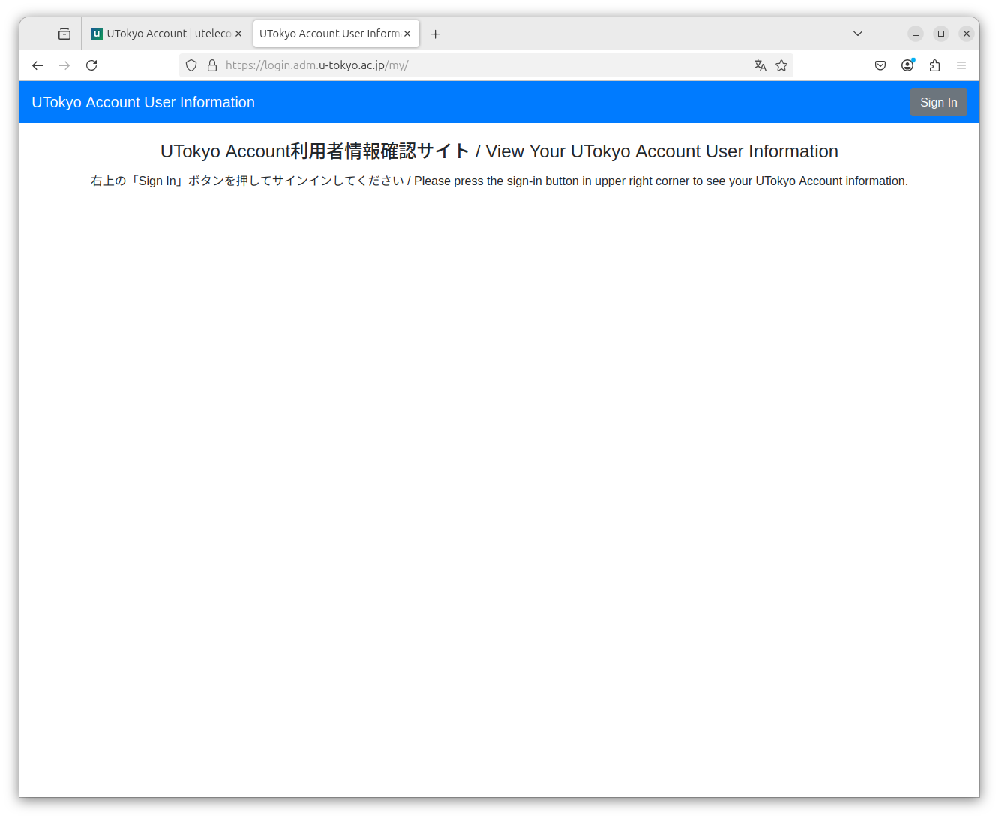 UTokyo Account | uteleco
UTokyo Account User Inform
https://login.adm.u-tokyo.ac.jp/my/
UTokyo Account User Information
Sign In
UTokyo Account利用者情報確認サイト / View Your UTokyo Account User Information
右上の「Sign In」ボタンを押してサインインしてください / Please press the sign-in button in upper right corner to see your UTokyo Account information.